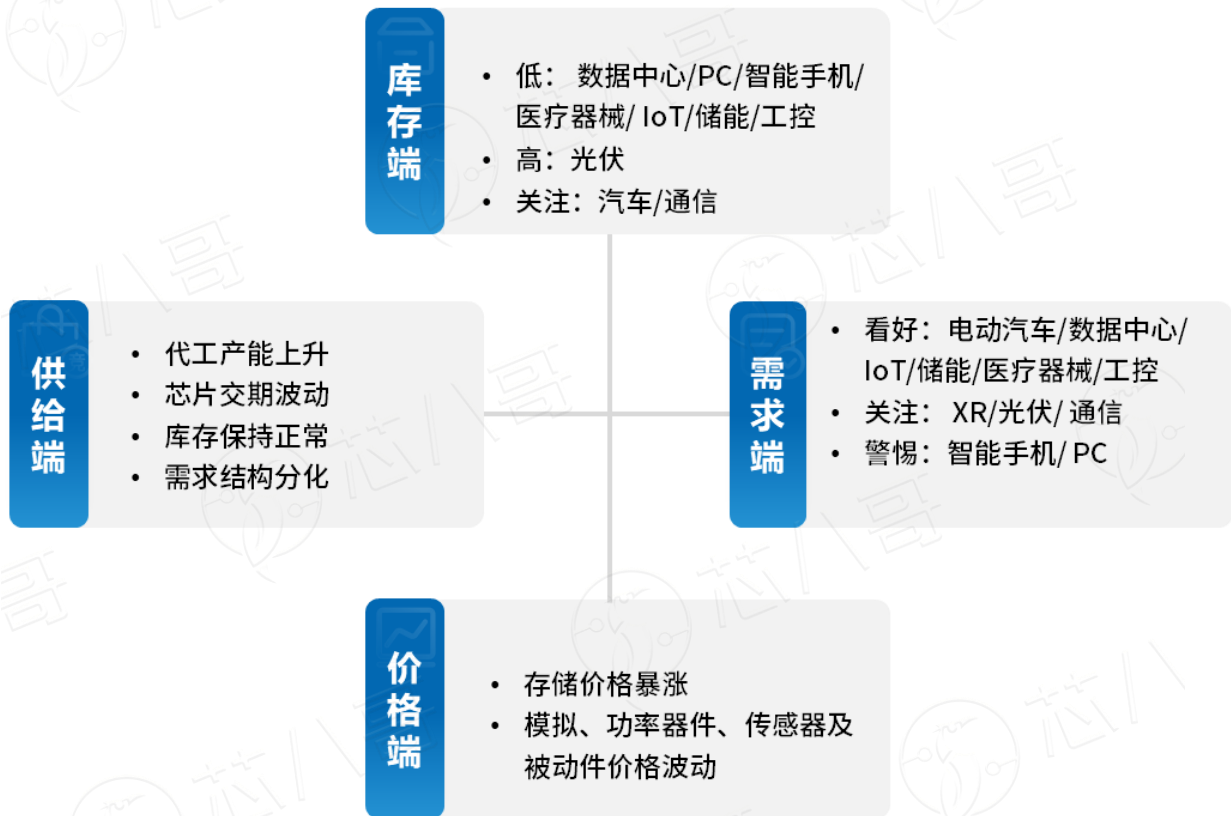 库存端
• 低： 数据中心/PC/智能手机/
医疗器械/ IoT/储能/工控
• 高：光伏
• 关注：汽车/通信
供给端
• 代工产能上升
• 芯片交期波动
• 库存保持正常
• 需求结构分化
需求端
• 看好：电动汽车/数据中心/
IoT/储能/医疗器械/工控
• 关注： XR/光伏/ 通信
• 警惕：智能手机/ PC
价格端
• 存储价格暴涨
• 模拟、功率器件、传感器及
被动件价格波动
芯八哥